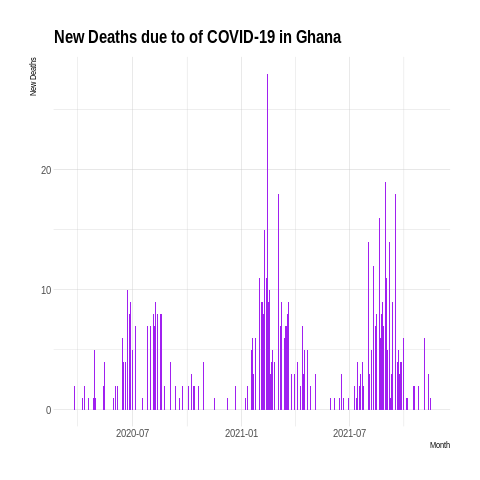 New Deaths due to of COVID-19 in Ghana
New Deaths
20
10
0
2020-07
2021-01
2021-07
Month